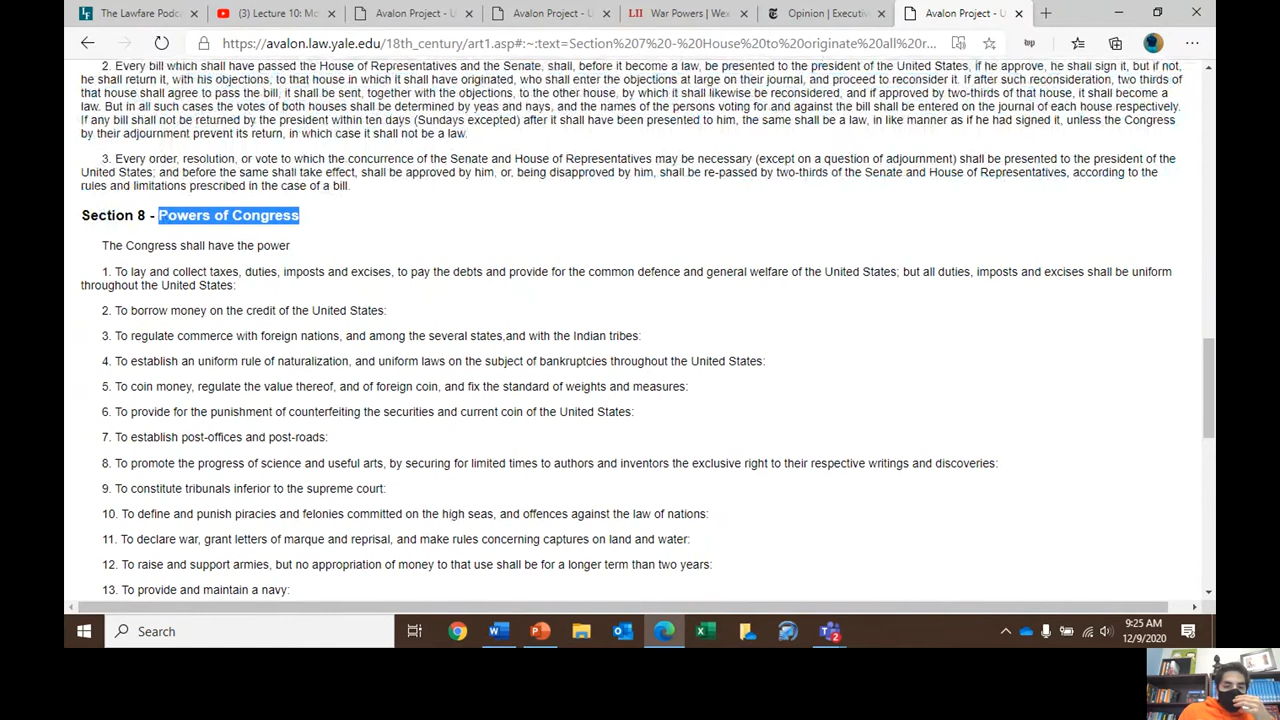 The Lawfare Podc
(3) Lecture 10: Mo
Avalon Project - U
Avalon Project - U
LII War Powers | Wex
Opinion | Executiv
Avalon Project - U
https://avalon.law.yale.edu/18th_century/art1.asp#:~:text=Section%207%20-%20House%20to%20originate%20all%20r...
2. Every bill which shall have passed the House of Representatives and the Senate, shall, before it become a law, be presented to the president of the United States, if he approve, he shall sign it, but if not,
he shall return it, with his objections, to that house in which it shall have originated, who shall enter the objections at large on their journal, and proceed to reconsider it. If after such reconsideration, two thirds of
that house shall agree to pass the bill, it shall be sent, together with the objections, to the other house, by which it shall likewise be reconsidered, and if approved by two-thirds of that house, it shall become a
law. But in all such cases the votes of both houses shall be determined by yeas and nays, and the names of the persons voting for and against the bill shall be entered on the journal of each house respectively.
If any bill shall not be returned by the president within ten days (Sundays excepted) after it shall have been presented to him, the same shall be a law, in like manner as if he had signed it, unless the Congress
by their adjournment prevent its return, in which case it shall not be a law.
3. Every order, resolution, or vote to which the concurrence of the Senate and House of Representatives may be necessary (except on a question of adjournment) shall be presented to the president of the
United States; and before the same shall take effect, shall be approved by him, or, being disapproved by him, shall be re-passed by two-thirds of the Senate and House of Representatives, according to the
rules and limitations prescribed in the case of a bill.
Section 8 - Powers of Congress
The Congress shall have the power
1. To lay and collect taxes, duties, imposts and excises, to pay the debts and provide for the common defence and general welfare of the United States; but all duties, imposts and excises shall be uniform
throughout the United States:
2. To borrow money on the credit of the United States:
3. To regulate commerce with foreign nations, and among the several states,and with the Indian tribes:
4. To establish an uniform rule of naturalization, and uniform laws on the subject of bankruptcies throughout the United States:
5. To coin money, regulate the value thereof, and of foreign coin, and fix the standard of weights and measures:
6. To provide for the punishment of counterfeiting the securities and current coin of the United States:
7. To establish post-offices and post-roads:
8. To promote the progress of science and useful arts, by securing for limited times to authors and inventors the exclusive right to their respective writings and discoveries:
9. To constitute tribunals inferior to the supreme court:
10. To define and punish piracies and felonies committed on the high seas, and offences against the law of nations:
11. To declare war, grant letters of marque and reprisal, and make rules concerning captures on land and water:
12. To raise and support armies, but no appropriation of money to that use shall be for a longer term than two years:
13. To provide and maintain a navy:
Search
9:25 AM
12/9/2020